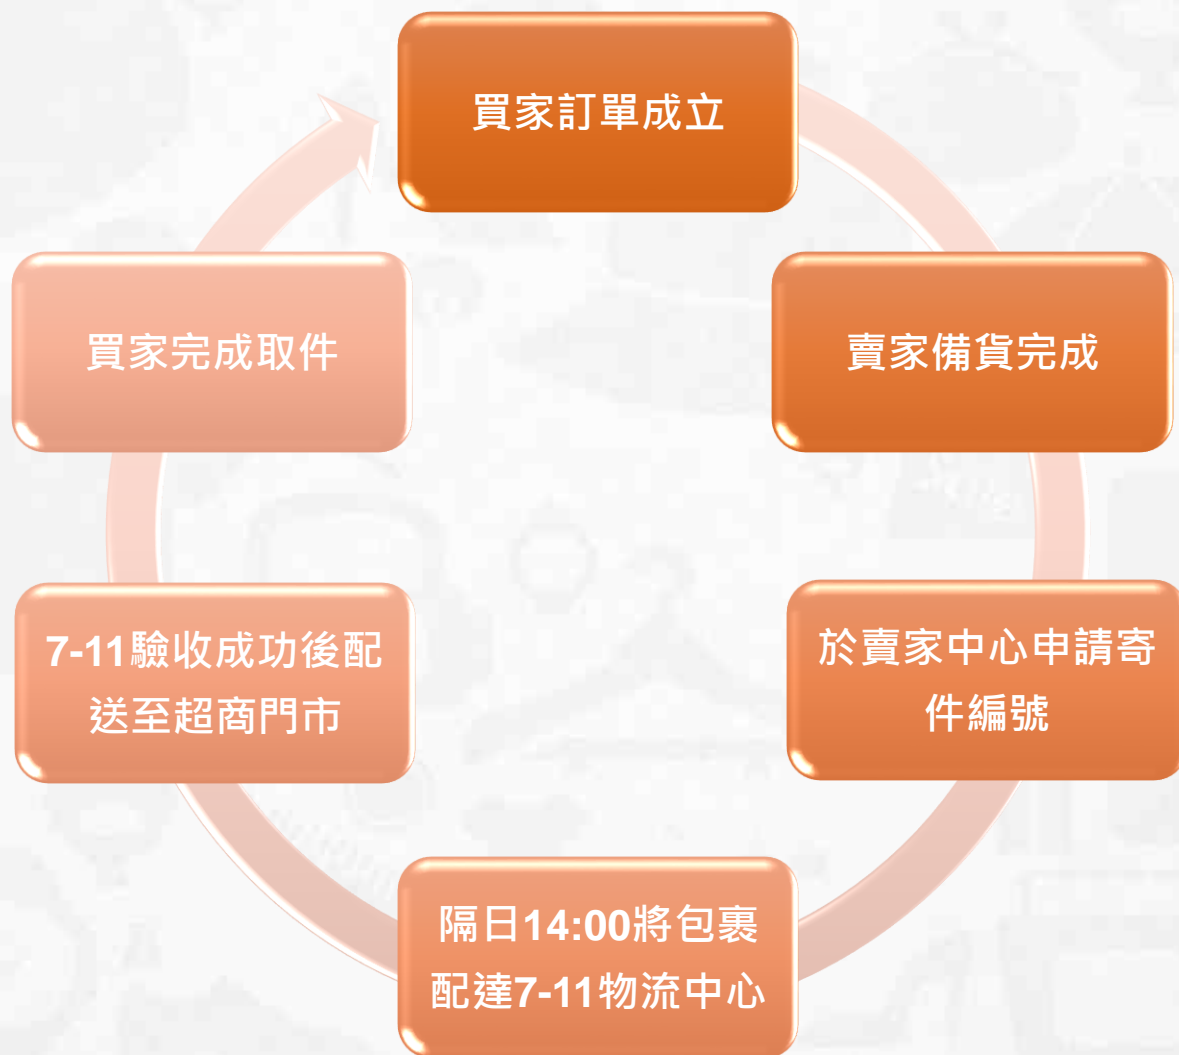 買家訂單成立
賣家備貨完成
於賣家中心申請寄
件編號
隔日14:00將包裹
配達7-11物流中心
7-11驗收成功後配
送至超商門市
買家完成取件